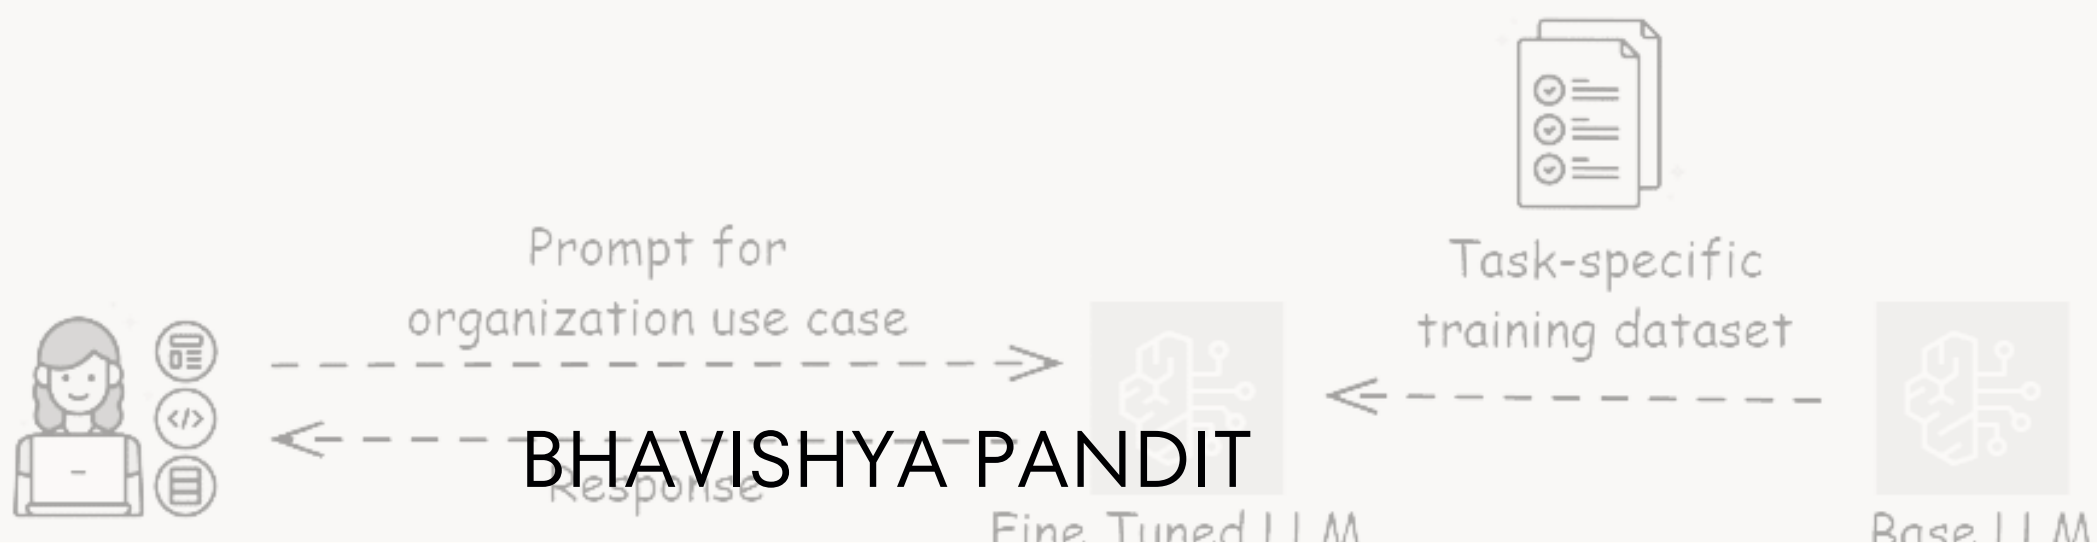 Prompt for
organization use case
Task-specific
training dataset
</>
BHAVISHYA PANDIT
Response
Fine Tuned LLM
Base LLM